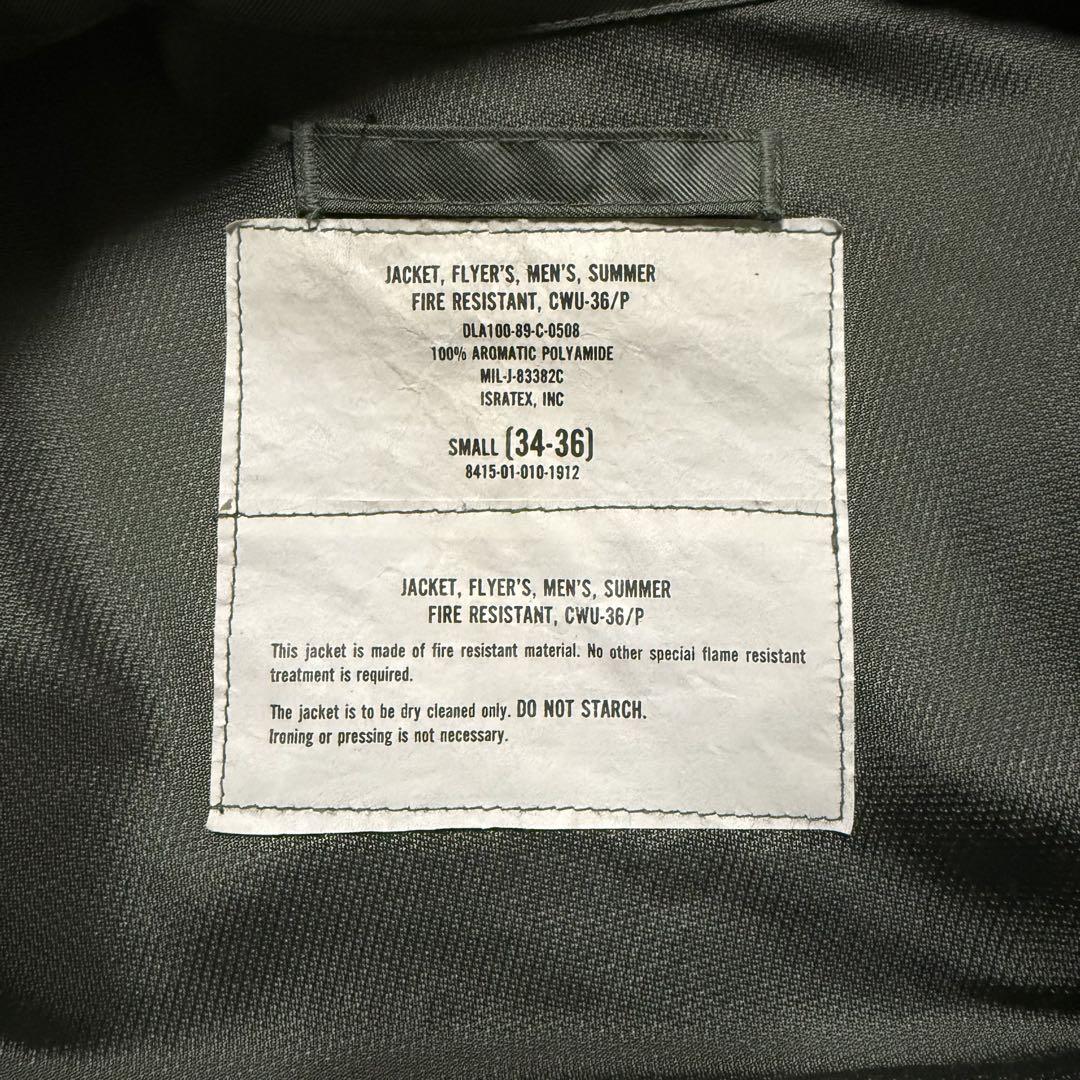 JACKET, FLYER'S, MEN'S, SUMMER
FIRE RESISTANT, CWU-36/P
DLA100-89-C-0508
100% AROMATIC POLYAMIDE
MIL-J-83382C
ISRATEX, INC
SMALL (34-36)
8415-01-010-1912
JACKET, FLYER'S, MEN'S, SUMMER
FIRE RESISTANT, CWU-36/P
This jacket is made of fire resistant material. No other special flame resistant
treatment is required.
The jacket is to be dry cleaned only. DO NOT STARCH.
Ironing or pressing is not necessary.